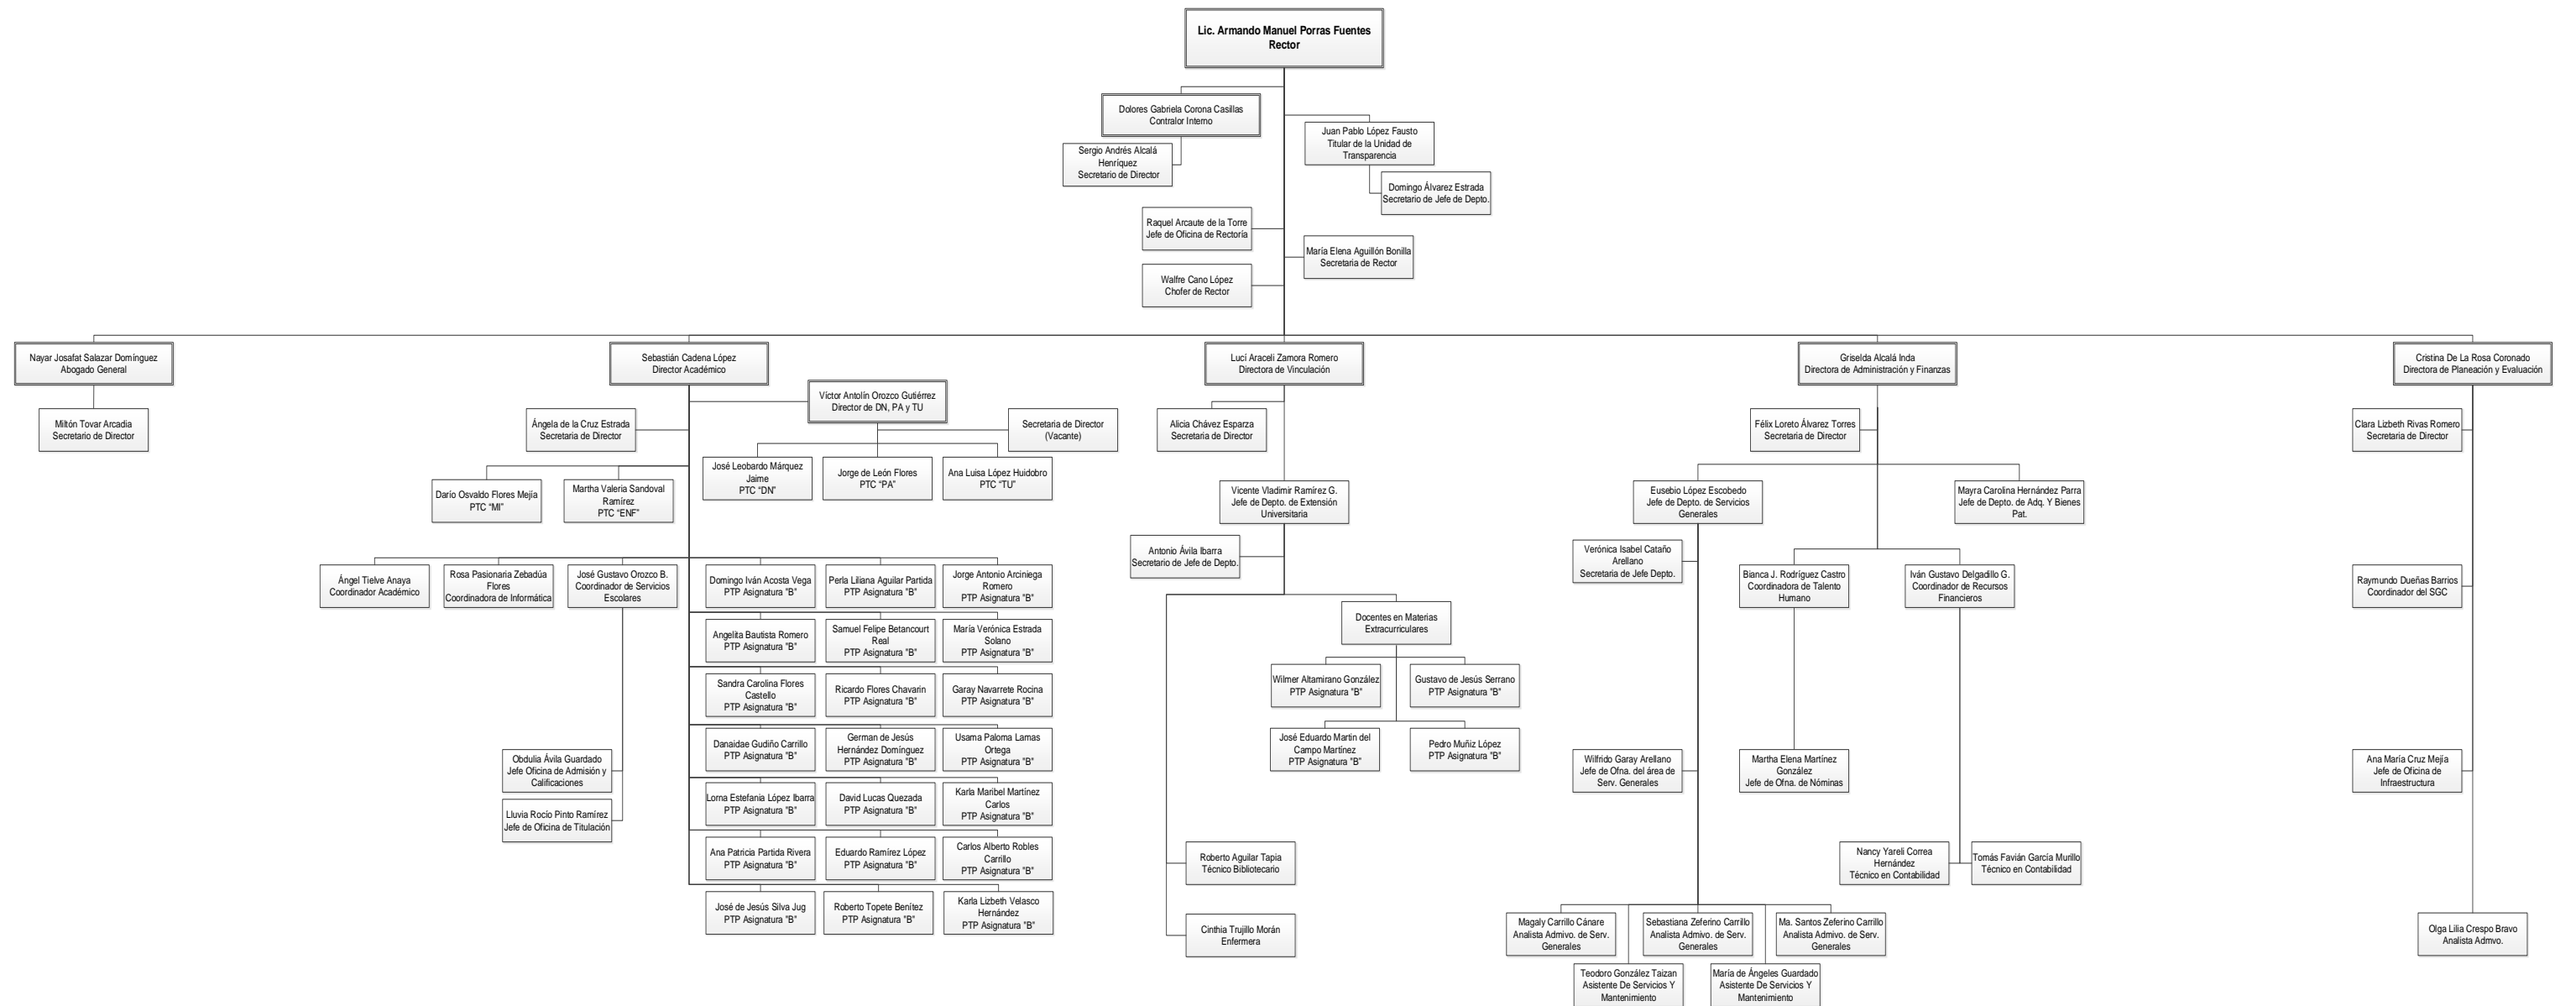 Lic. Armando Manuel Porras Fuentes
Rector
Dolores Gabriela Corona Casillas
Contralor Interno
Juan Pablo López Fausto
Titular de la Unidad de
Transparencia
Sergio Andrés Alcalá
Henríquez
Secretario de Director
Domingo Álvarez Estrada
Secretario de Jefe de Depto.
Raquel Arcaute de la Torre
Jefe de Oficina de Rectoría
María Elena Aguillón Bonilla
Secretaria de Rector
Walfre Cano López
Chofer de Rector
Nayar Josafat Salazar Domínguez
Abogado General
Miltón Tovar Arcadia
Secretario de Director
Sebastián Cadena López
Director Académico
Víctor Antolín Orozco Gutiérrez
Director de DN, PA y TU
Ángela de la Cruz Estrada
Secretaria de Director
Secretaria de Director
(Vacante)
José Leobardo Márquez
Jaime
PTC “DN”
Jorge de León Flores
PTC “PA”
Ana Luisa López Huidobro
PTC “TU”
Darío Osvaldo Flores Mejía
PTC “MI”
Martha Valeria Sandoval
Ramírez
PTC “ENF”
Ángel Tielve Anaya
Coordinador Académico
Rosa Pasionaria Zebadúa
Flores
Coordinadora de Informática
José Gustavo Orozco B.
Coordinador de Servicios
Escolares
Domingo Iván Acosta Vega
PTP Asignatura "B"
Perla Liliana Aguilar Partida
PTP Asignatura "B"
Jorge Antonio Arciniega
Romero
PTP Asignatura "B"
Angelita Bautista Romero
PTP Asignatura "B"
Samuel Felipe Betancourt
Real
PTP Asignatura "B"
María Verónica Estrada
Solano
PTP Asignatura "B"
Sandra Carolina Flores
Castello
PTP Asignatura "B"
Ricardo Flores Chavarin
PTP Asignatura "B"
Garay Navarrete Rocina
PTP Asignatura "B"
Danaidae Gudiño Carrillo
PTP Asignatura "B"
German de Jesús
Hernández Domínguez
PTP Asignatura "B"
Usama Paloma Lamas
Ortega
PTP Asignatura "B"
Lorna Estefania López Ibarra
PTP Asignatura "B"
David Lucas Quezada
PTP Asignatura "B"
Karla Maribel Martínez
Carlos
PTP Asignatura "B"
Ana Patricia Partida Rivera
PTP Asignatura "B"
Eduardo Ramírez López
PTP Asignatura "B"
Carlos Alberto Robles
Carrillo
PTP Asignatura "B"
José de Jesús Silva Jug
PTP Asignatura "B"
Roberto Topete Benítez
PTP Asignatura "B"
Karla Lizbeth Velasco
Hernández
PTP Asignatura "B"
Obdulia Ávila Guardado
Jefe Oficina de Admisión y
Calificaciones
Lluvia Rocío Pinto Ramírez
Jefe de Oficina de Titulación
Lucí Araceli Zamora Romero
Directora de Vinculación
Alicia Chávez Esparza
Secretaria de Director
Vicente Vladimir Ramírez G.
Jefe de Depto. de Extensión
Universitaria
Antonio Ávila Ibarra
Secretario de Jefe de Depto.
Docentes en Materias
Extracurriculares
Wilmer Altamirano González
PTP Asignatura "B"
Gustavo de Jesús Serrano
PTP Asignatura "B"
José Eduardo Martin del
Campo Martínez
PTP Asignatura "B"
Pedro Muñiz López
PTP Asignatura "B"
Roberto Aguilar Tapia
Técnico Bibliotecario
Cinthia Trujillo Morán
Enfermera
Griselda Alcalá Inda
Directora de Administración y Finanzas
Félix Loreto Álvarez Torres
Secretaria de Director
Eusebio López Escobedo
Jefe de Depto. de Servicios
Generales
Mayra Carolina Hernández Parra
Jefe de Depto. de Adq. Y Bienes
Pat.
Verónica Isabel Cataño
Arellano
Secretaria de Jefe Depto.
Bianca J. Rodríguez Castro
Coordinadora de Talento
Humano
Iván Gustavo Delgadillo G.
Coordinador de Recursos
Financieros
Wilfrido Garay Arellano
Jefe de Ofna. del área de
Serv. Generales
Martha Elena Martínez
González
Jefe de Ofna. de Nóminas
Nancy Yareli Correa
Hernández
Técnico en Contabilidad
Tomás Favián García Murillo
Técnico en Contabilidad
Magaly Carrillo Cánare
Analista Admivo. de Serv.
Generales
Sebastiana Zeferino Carrillo
Analista Admivo. de Serv.
Generales
Ma. Santos Zeferino Carrillo
Analista Admivo. de Serv.
Generales
Teodoro González Taizan
Asistente De Servicios Y
Mantenimiento
María de Ángeles Guardado
Asistente De Servicios Y
Mantenimiento
Cristina De La Rosa Coronado
Directora de Planeación y Evaluación
Clara Lizbeth Rivas Romero
Secretaria de Director
Raymundo Dueñas Barrios
Coordinador del SGC
Ana María Cruz Mejía
Jefe de Oficina de
Infraestructura
Olga Lilia Crespo Bravo
Analista Admvo.